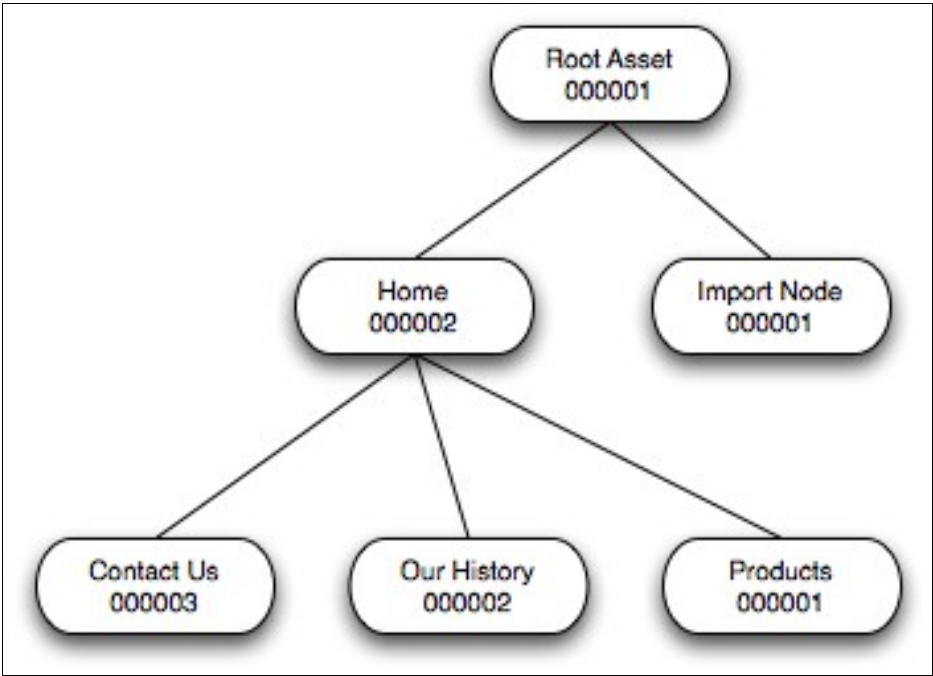 Root Asset
000001
Home
000002
Import Node
000001
Contact Us
000003
Our History
000002
Products
000001